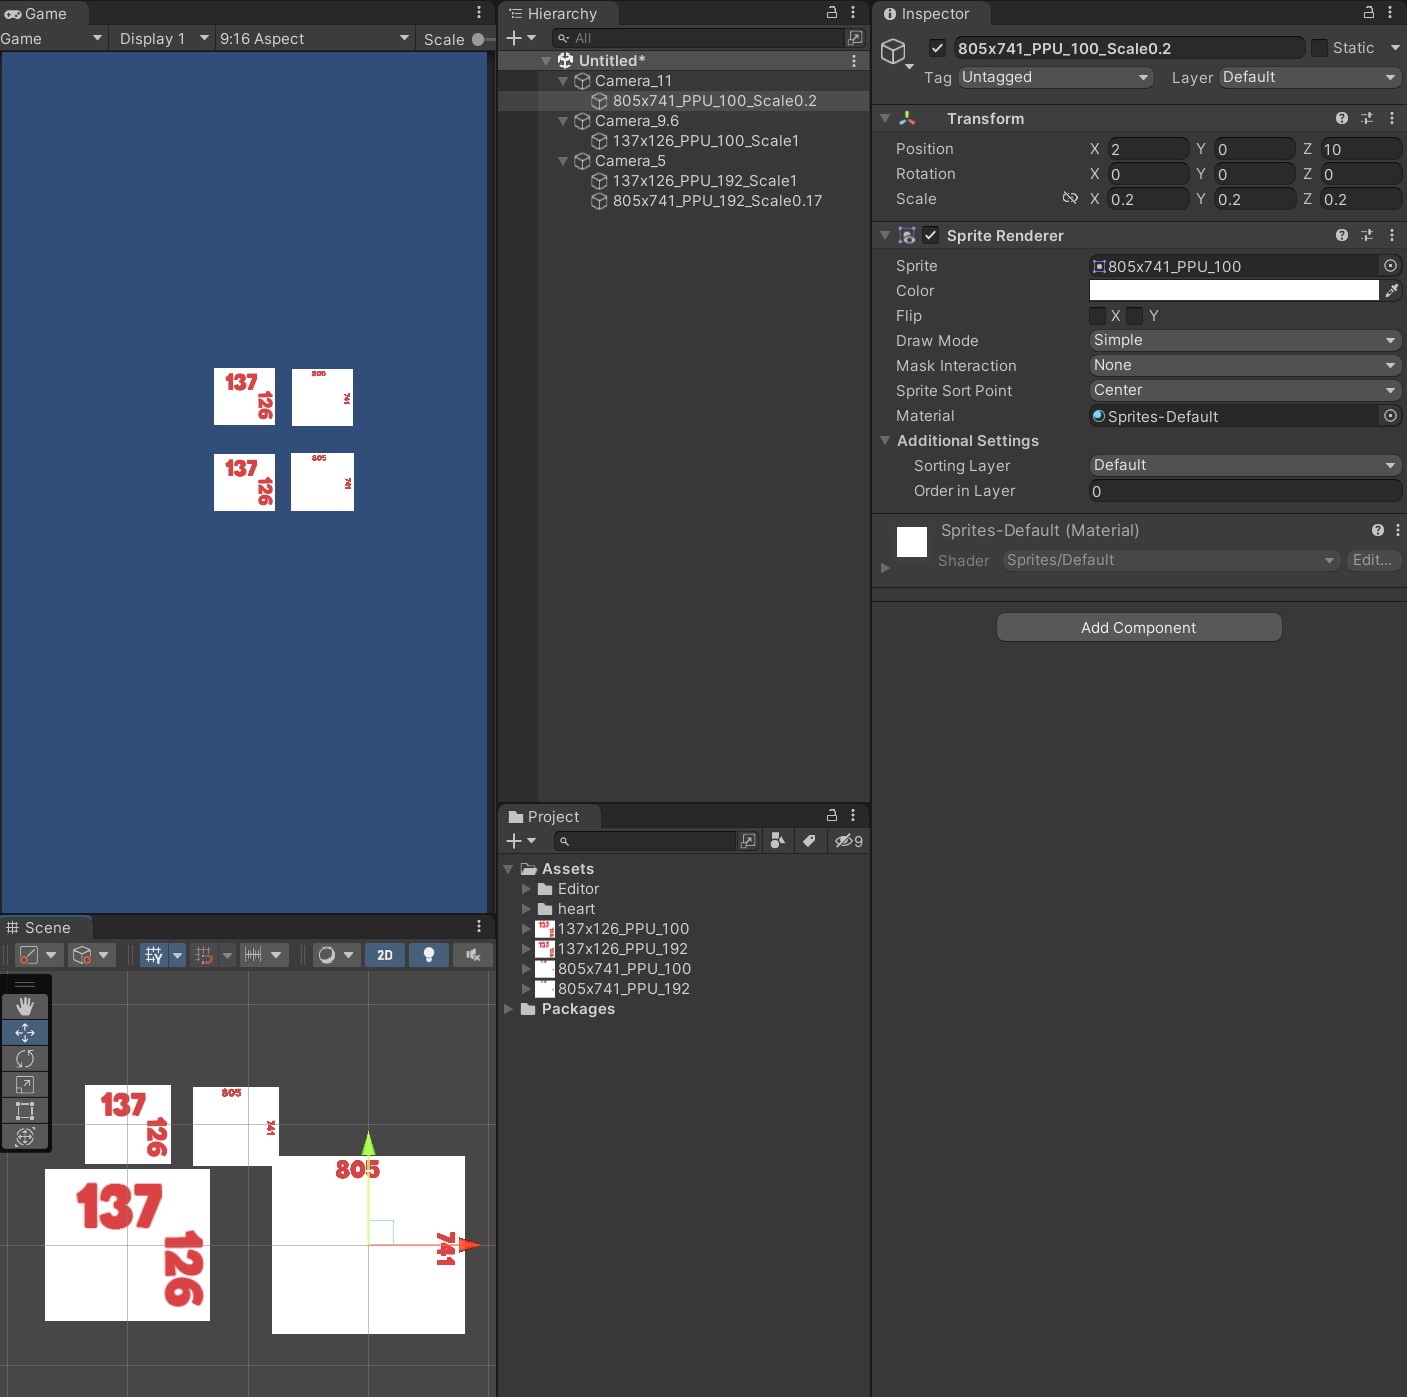 Game
Game
Display 1
9:16 Aspect
Scale
137
126
805
741
137
126
805
741
Scene
2D
137
126
805
741
137
126
805
741
Hierarchy
All
Untitled*
Camera_11
805x741_PPU_100_Scale0.2
Camera_9.6
137x126_PPU_100_Scale1
Camera_5
137x126_PPU_192_Scale1
805x741_PPU_192_Scale0.17
Project
9
Assets
Editor
heart
137x126_PPU_100
137x126_PPU_192
805x741_PPU_100
805x741_PPU_192
Packages
Inspector
805x741_PPU_100_Scale0.2 Static
Tag Untagged Layer Default
Transform
Position X 2 Y 0 Z 10
Rotation X 0 Y 0 Z 0
Scale X 0.2 Y 0.2 Z 0.2
Sprite Renderer
Sprite 805x741_PPU_100
Color
Flip X Y
Draw Mode Simple
Mask Interaction None
Sprite Sort Point Center
Material Sprites-Default
Additional Settings
Sorting Layer Default
Order in Layer 0
Sprites-Default (Material)
Shader Sprites/Default Edit...
Add Component